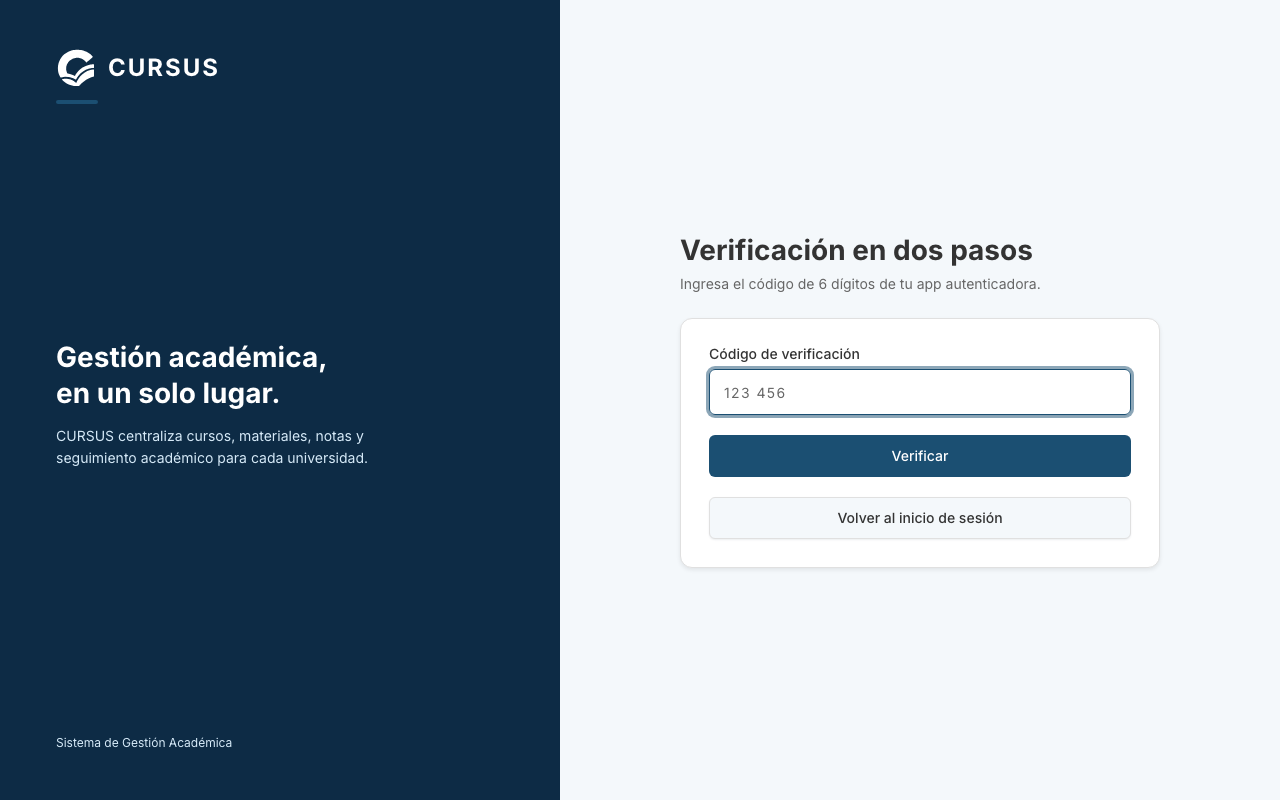 CURSUS
Gestión académica,
en un solo lugar.
CURSUS centraliza cursos, materiales, notas y
seguimiento académico para cada universidad.
Sistema de Gestión Académica
Verificación en dos pasos
Ingresa el código de 6 dígitos de tu app autenticadora.
Código de verificación
123 456
Verificar
Volver al inicio de sesión